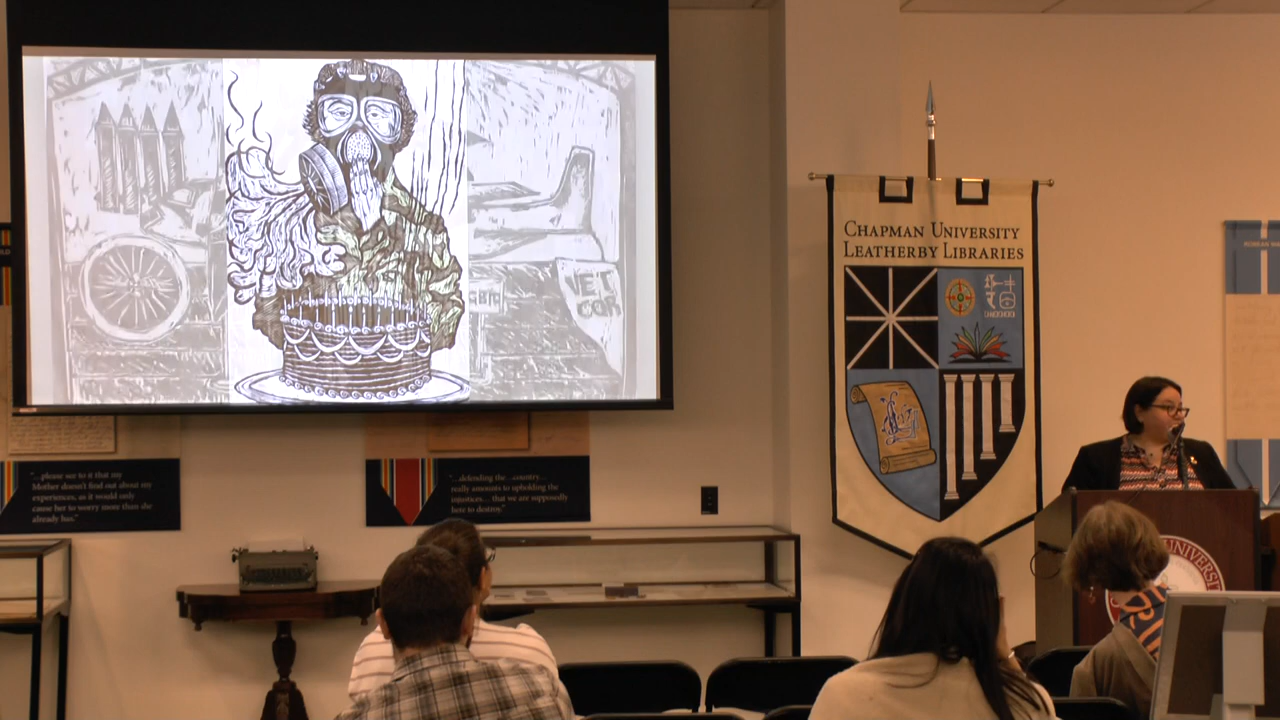 CHAPMAN UNIVERSITY
LEATHERBY LIBRARIES
"...please see to it that my
Mother doesn't find out about my
experiences, as it would only
cause her to worry more than she
already has."
"...defending the...country...
really amounts to upholding the
injustices... that we are supposedly
here to destroy."
UNIVERSITY